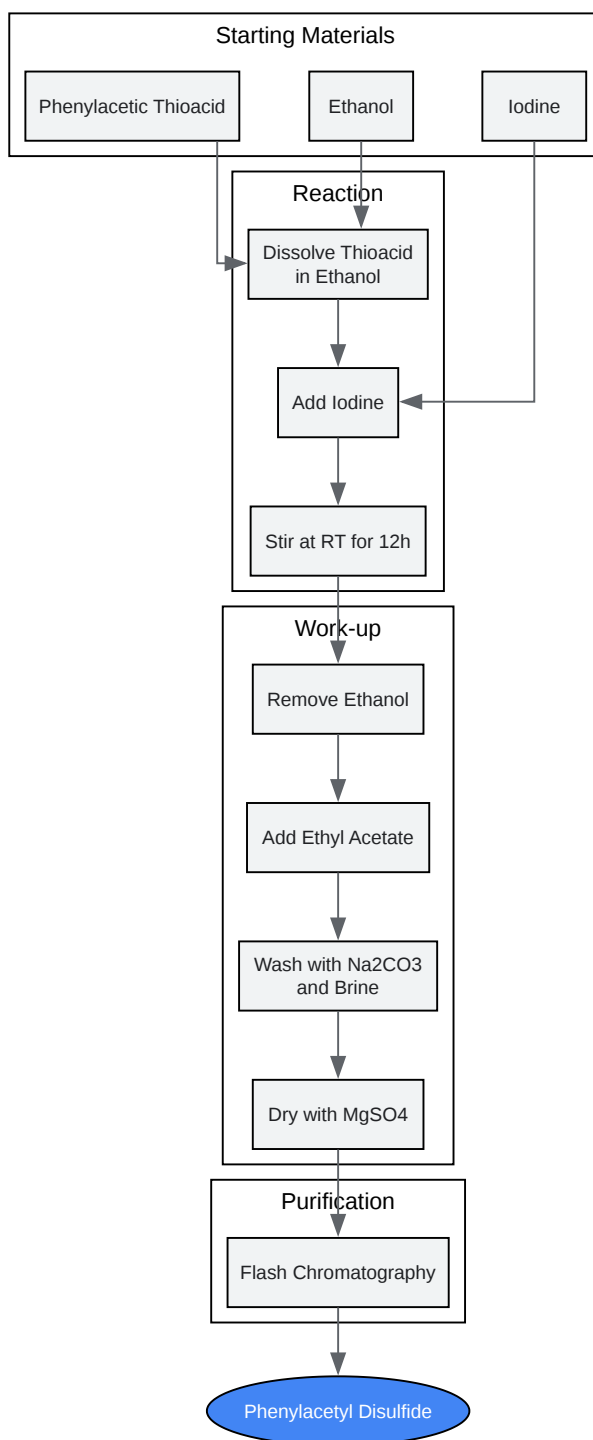 Starting Materials
Phenylacetic Thioacid
Ethanol
Iodine
Reaction
Dissolve Thioacid
in Ethanol
Add Iodine
Stir at RT for 12h
Work-up
Remove Ethanol
Add Ethyl Acetate
Wash with Na2CO3
and Brine
Dry with MgSO4
Purification
Flash Chromatography
Phenylacetyl Disulfide